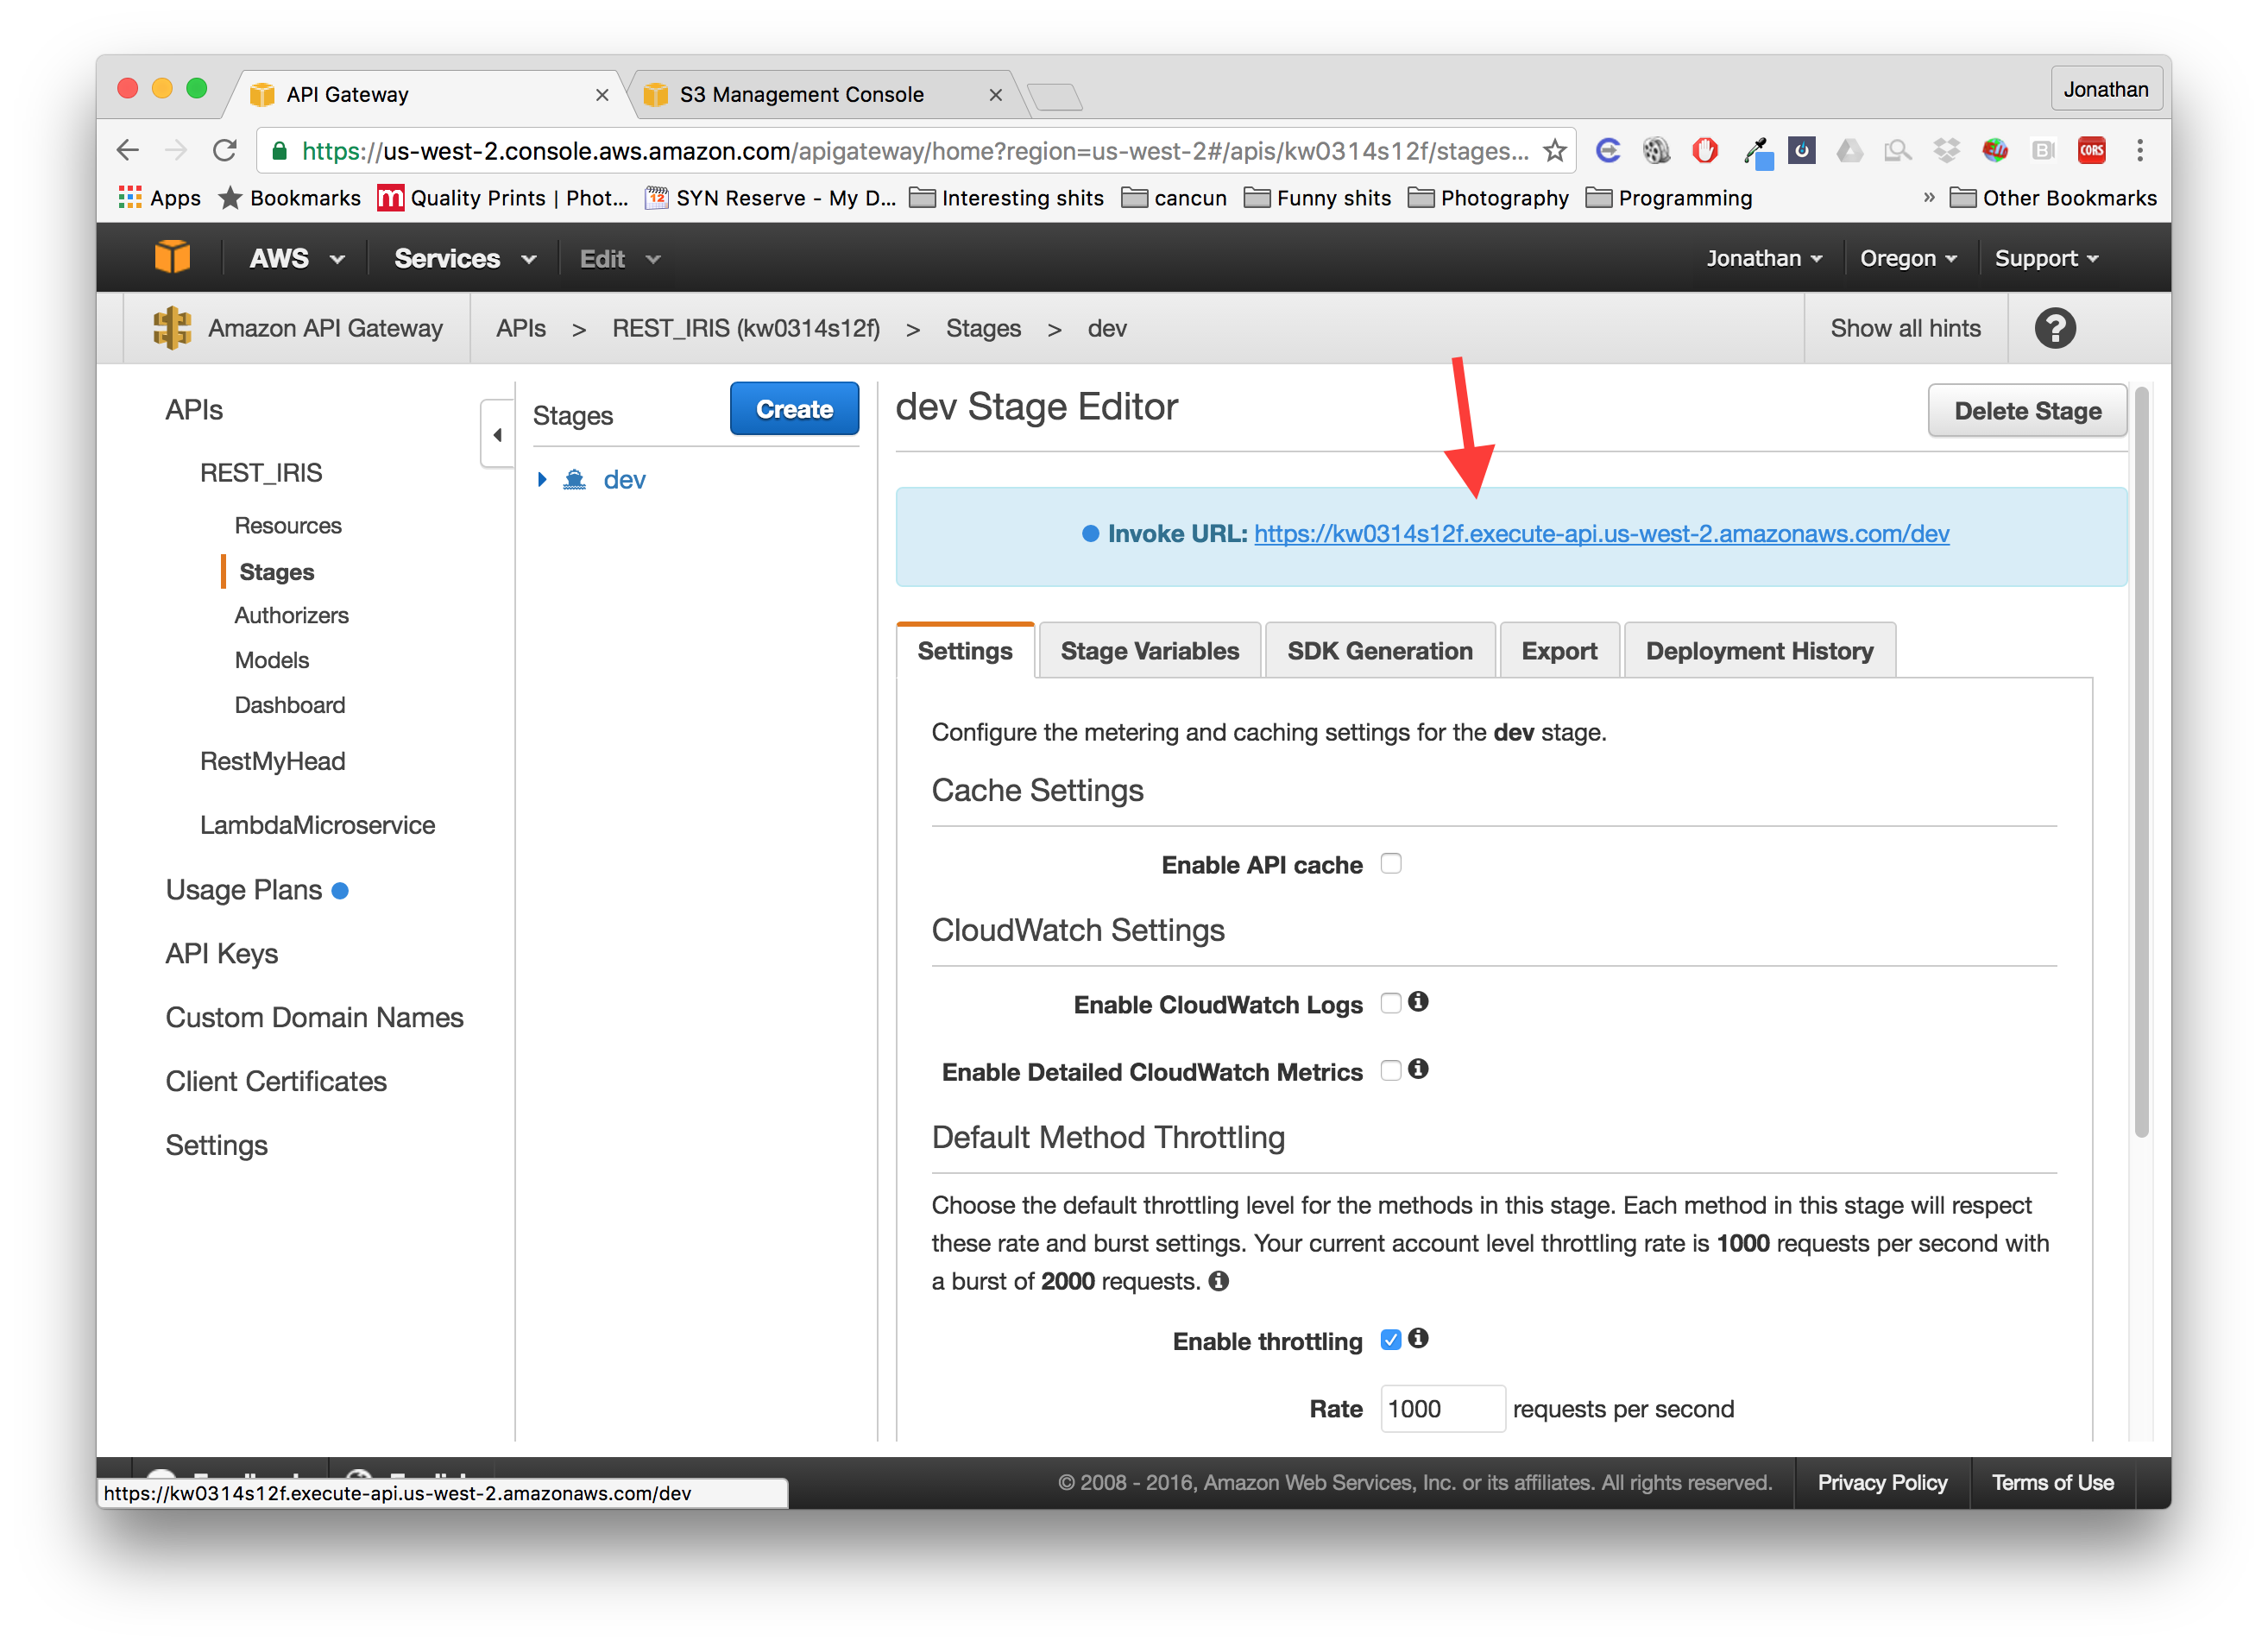 API Gateway
S3 Management Console
Jonathan
https://us-west-2.console.aws.amazon.com/apigateway/home?region=us-west-2#/apis/kw0314s12f/stages...
CORS
Apps
Bookmarks
m Quality Prints | Phot...
12 SYN Reserve - My D...
Interesting shits
cancun
Funny shits
Photography
Programming
» Other Bookmarks
AWS
Services
Edit
Jonathan
Oregon
Support
Amazon API Gateway
APIs > REST_IRIS (kw0314s12f) > Stages > dev
Show all hints
?
APIs
REST_IRIS
Resources
Stages
Authorizers
Models
Dashboard
RestMyHead
LambdaMicroservice
Usage Plans
API Keys
Custom Domain Names
Client Certificates
Settings
Stages
Create
dev
dev Stage Editor
Delete Stage
Invoke URL: https://kw0314s12f.execute-api.us-west-2.amazonaws.com/dev
Settings
Stage Variables
SDK Generation
Export
Deployment History
Configure the metering and caching settings for the dev stage.
Cache Settings
Enable API cache
CloudWatch Settings
Enable CloudWatch Logs
Enable Detailed CloudWatch Metrics
Default Method Throttling
Choose the default throttling level for the methods in this stage. Each method in this stage will respect
these rate and burst settings. Your current account level throttling rate is 1000 requests per second with
a burst of 2000 requests.
Enable throttling
Rate 1000 requests per second
https://kw0314s12f.execute-api.us-west-2.amazonaws.com/dev
© 2008 - 2016, Amazon Web Services, Inc. or its affiliates. All rights reserved.
Privacy Policy
Terms of Use